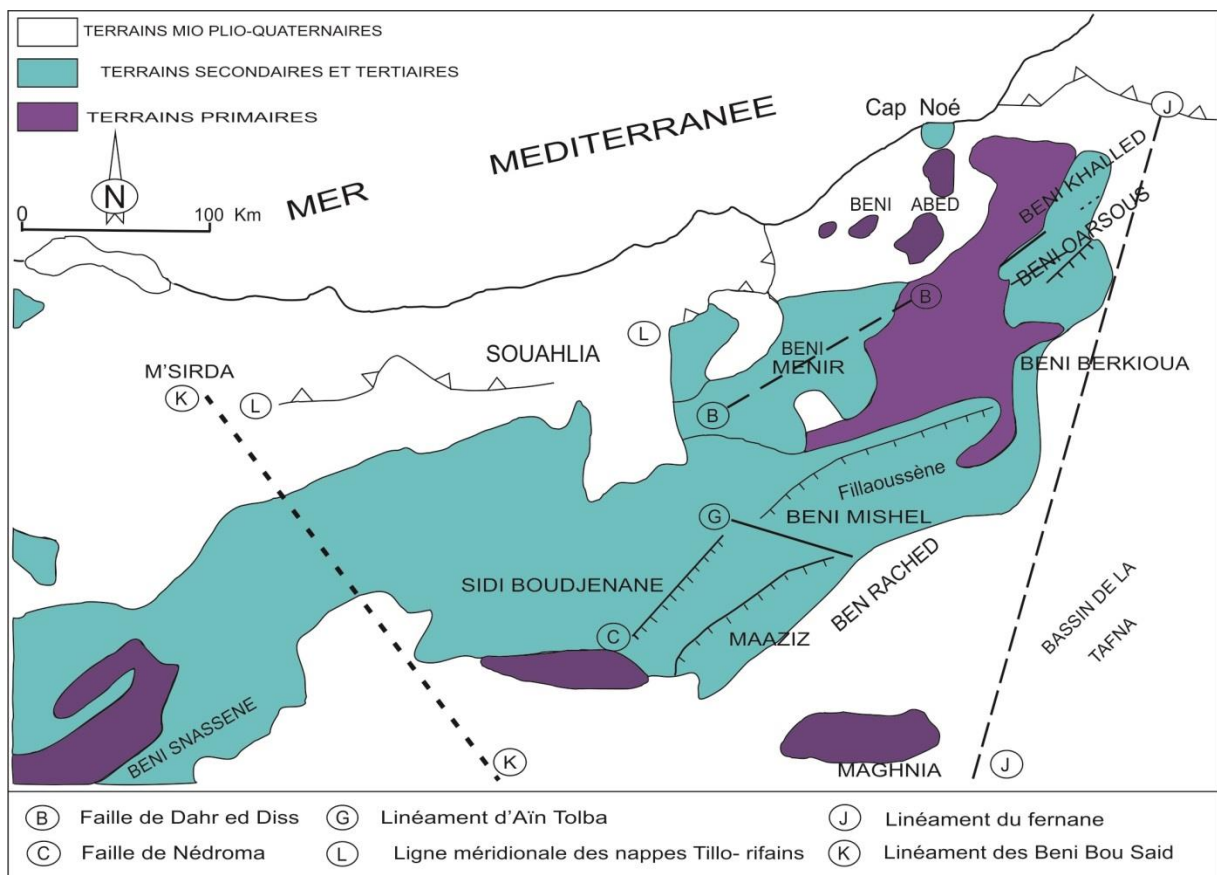 TERRAINS MIO PLIO-QUATERNAIRES
TERRAINS SECONDAIRES ET TERTIAIRES
TERRAINS PRIMAIRES
N
0 100 Km
MER MEDITERRANEE
Cap Noé
J
BENI ABED
BENI KHALLED
BENI LOARSOUS
B
L
SOUAHLIA
BENI
MENIR
BENI BERKIOUA
M'SIRDA
K
L
B
Fillaoussène
G
BENI MISHEL
SIDI BOUDJENANE
BEN RACHED
C
MAAZIZ
BASSIN DE LA
TAFNA
BENI SNASSENE
K
MAGHNIA
J
B Faille de Dahr ed Diss
G Linéament d'Aïn Tolba
J Linéament du fernane
C Faille de Nédroma
L Ligne méridionale des nappes Tillo- rifains
K Linéament des Beni Bou Said